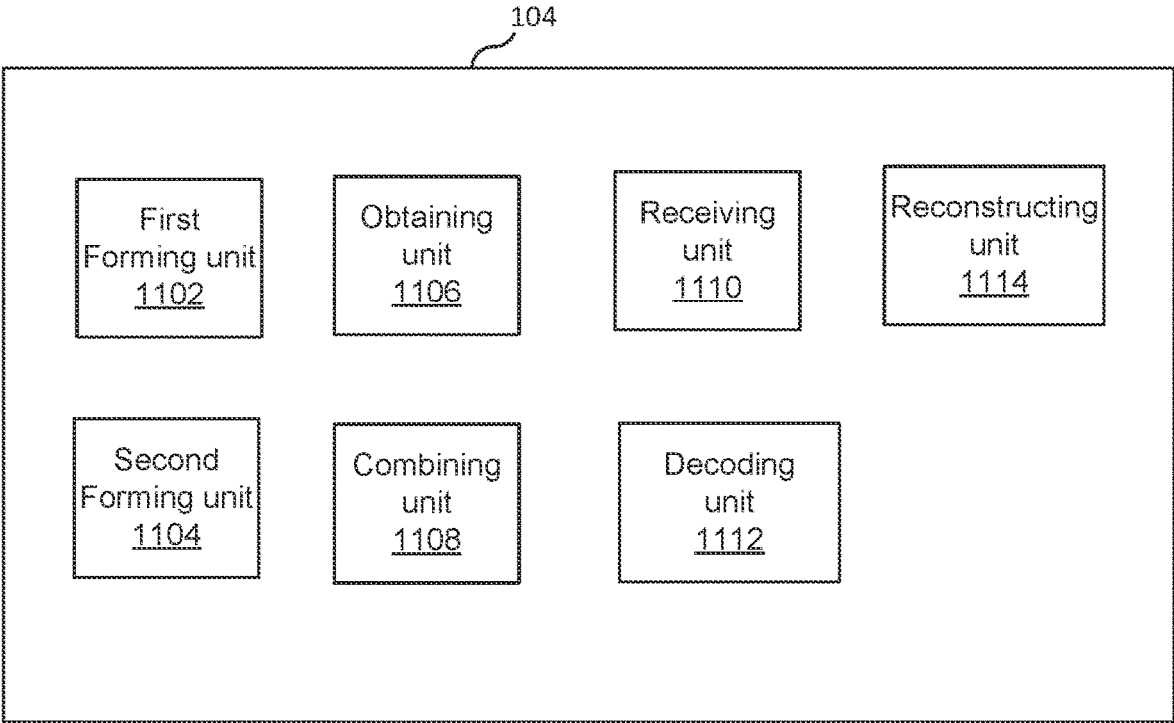 104
First
Forming unit
1102
Obtaining
unit
1106
Receiving
unit
1110
Reconstructing
unit
1114
Second
Forming unit
1104
Combining
unit
1108
Decoding
unit
1112